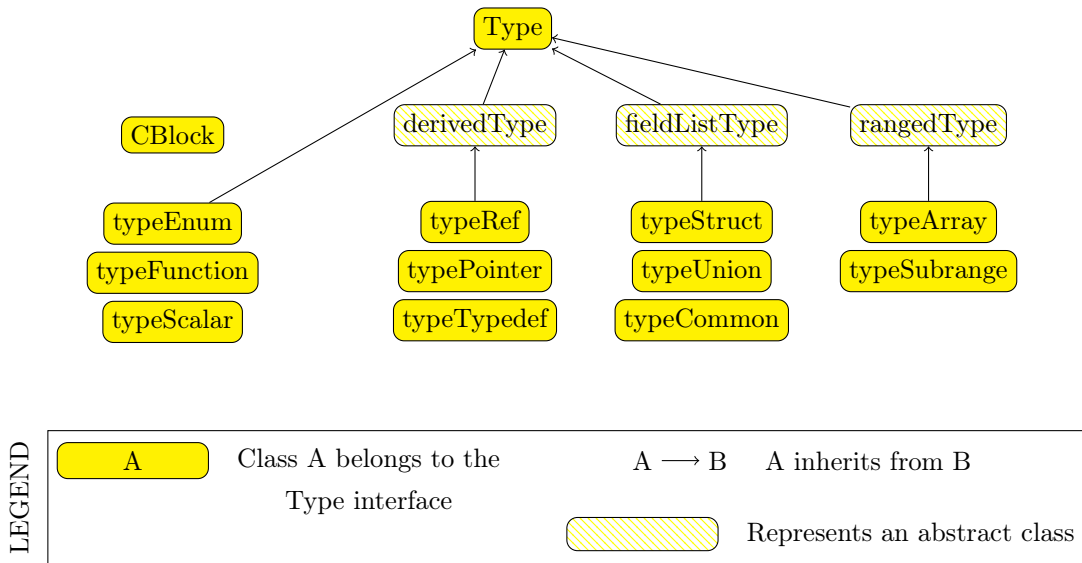 Type
derivedType
fieldListType
rangedType
CBlock
typeEnum
typeRef
typeStruct
typeArray
typeFunction
typePointer
typeUnion
typeSubrange
typeScalar
typeTypedef
typeCommon
LEGEND
A
Class A belongs to the
Type interface
A ⟶ B
A inherits from B
Represents an abstract class